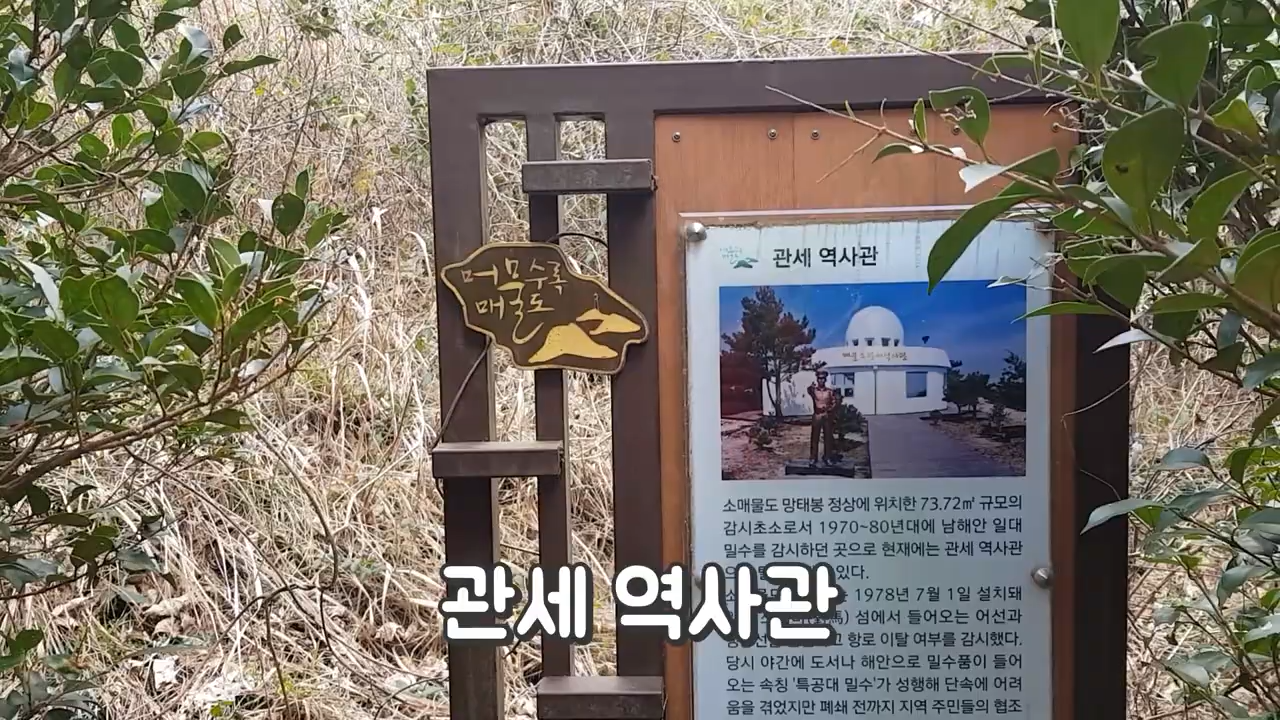 머 모 수록
매물도
관세 역사관
소매물도 망태봉 정상에 위치한 73.72㎡ 규모의
감시초소로서 1970~80년대에 남해안 일대
밀수를 감시하던 곳으로 현재에는 관세 역사관
있다.
1978년 7월 1일 설치돼
섬에서 들어오는 어선과
항로 이탈 여부를 감시했다.
당시 야간에 도서나 해안으로 밀수품이 들어
오는 속칭 '특공대 밀수'가 성행해 단속에 어려
움을 겪었지만 폐쇄 전까지 지역 주민들의 협조
관세 역사관